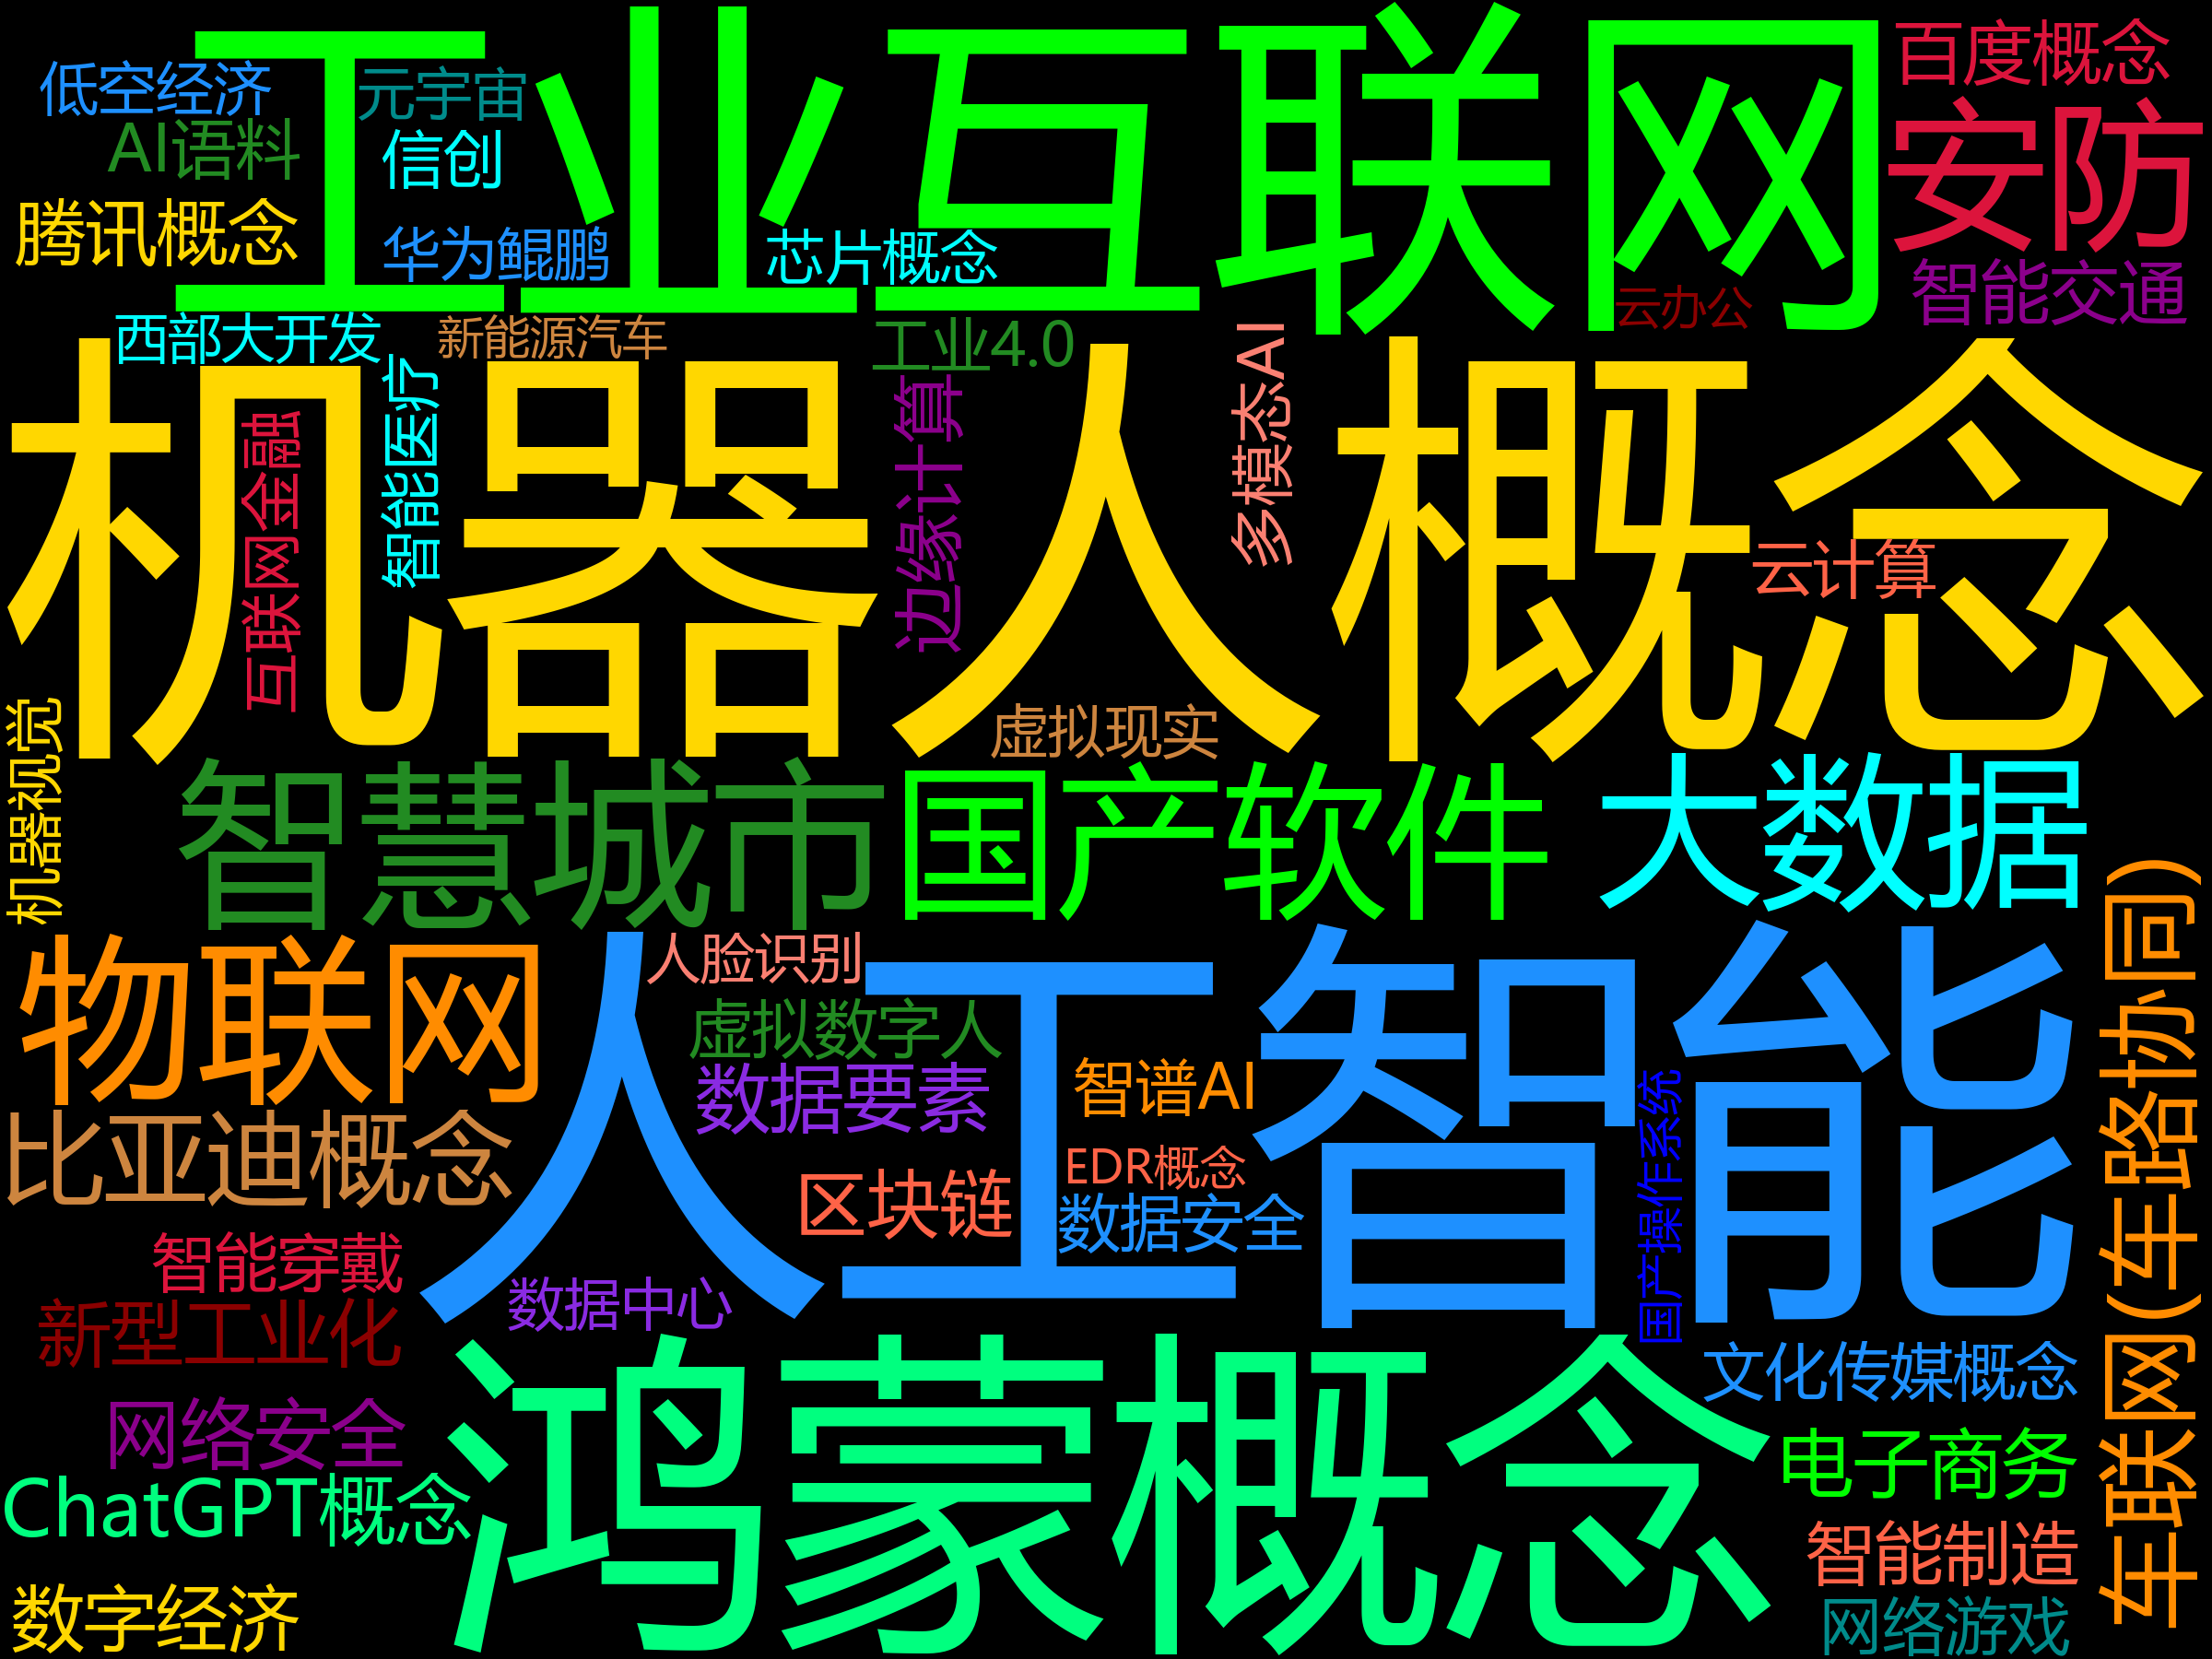 工业互联网
百度概念
低空经济
元宇宙
安防
AI语料
信创
腾讯概念
华为鲲鹏
芯片概念
智能交通
云办公
西部大开发
新能源汽车
工业4.0
多模态AI
机器人概念
智能医疗
边缘计算
互联网金融
云计算
机器视觉
虚拟现实
智慧城市
国产软件
大数据
车联网(车路协同)
物联网
人工智能
人脸识别
虚拟数字人
数据要素
智谱AI
国产操作系统
比亚迪概念
区块链
EDR概念
数据安全
智能穿戴
数据中心
新型工业化
鸿蒙概念
文化传媒概念
网络安全
电子商务
ChatGPT概念
智能制造
数字经济
网络游戏